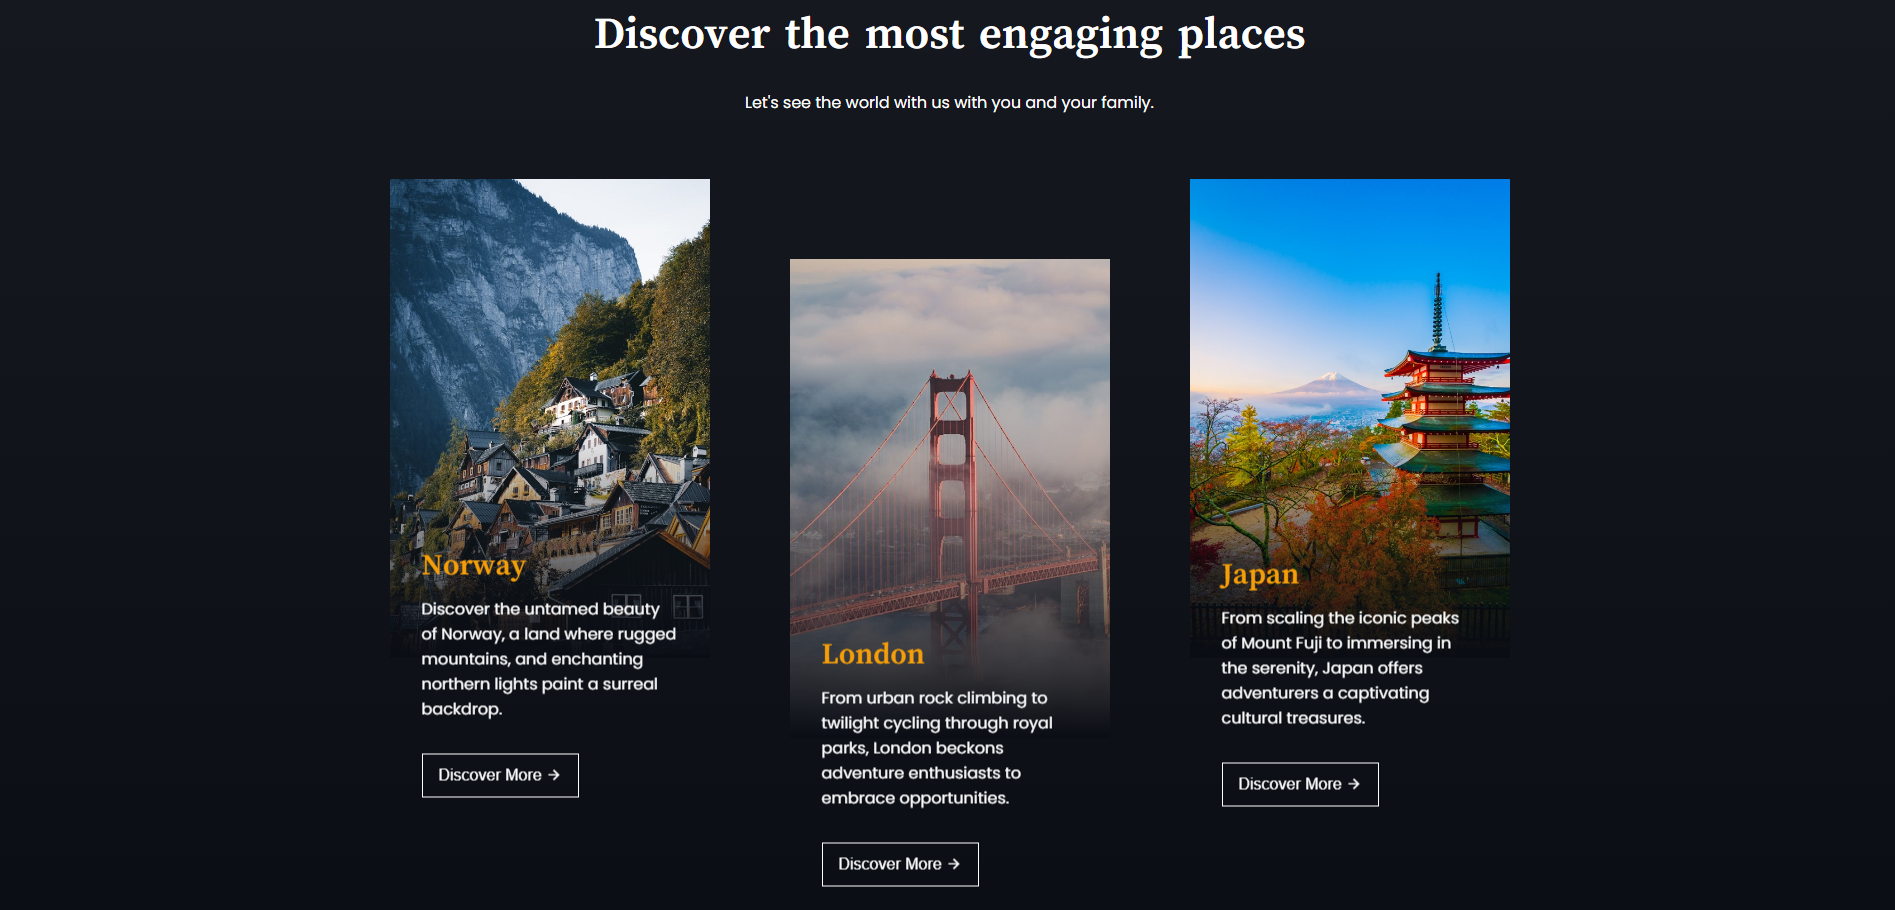 Discover the most engaging places
Let's see the world with us with you and your family.
Norway
Discover the untamed beauty
of Norway, a land where rugged
mountains, and enchanting
northern lights paint a surreal
backdrop.
Discover More →
London
From urban rock climbing to
twilight cycling through royal
parks, London beckons
adventure enthusiasts to
embrace opportunities.
Discover More →
Japan
From scaling the iconic peaks
of Mount Fuji to immersing in
the serenity, Japan offers
adventurers a captivating
cultural treasures.
Discover More →